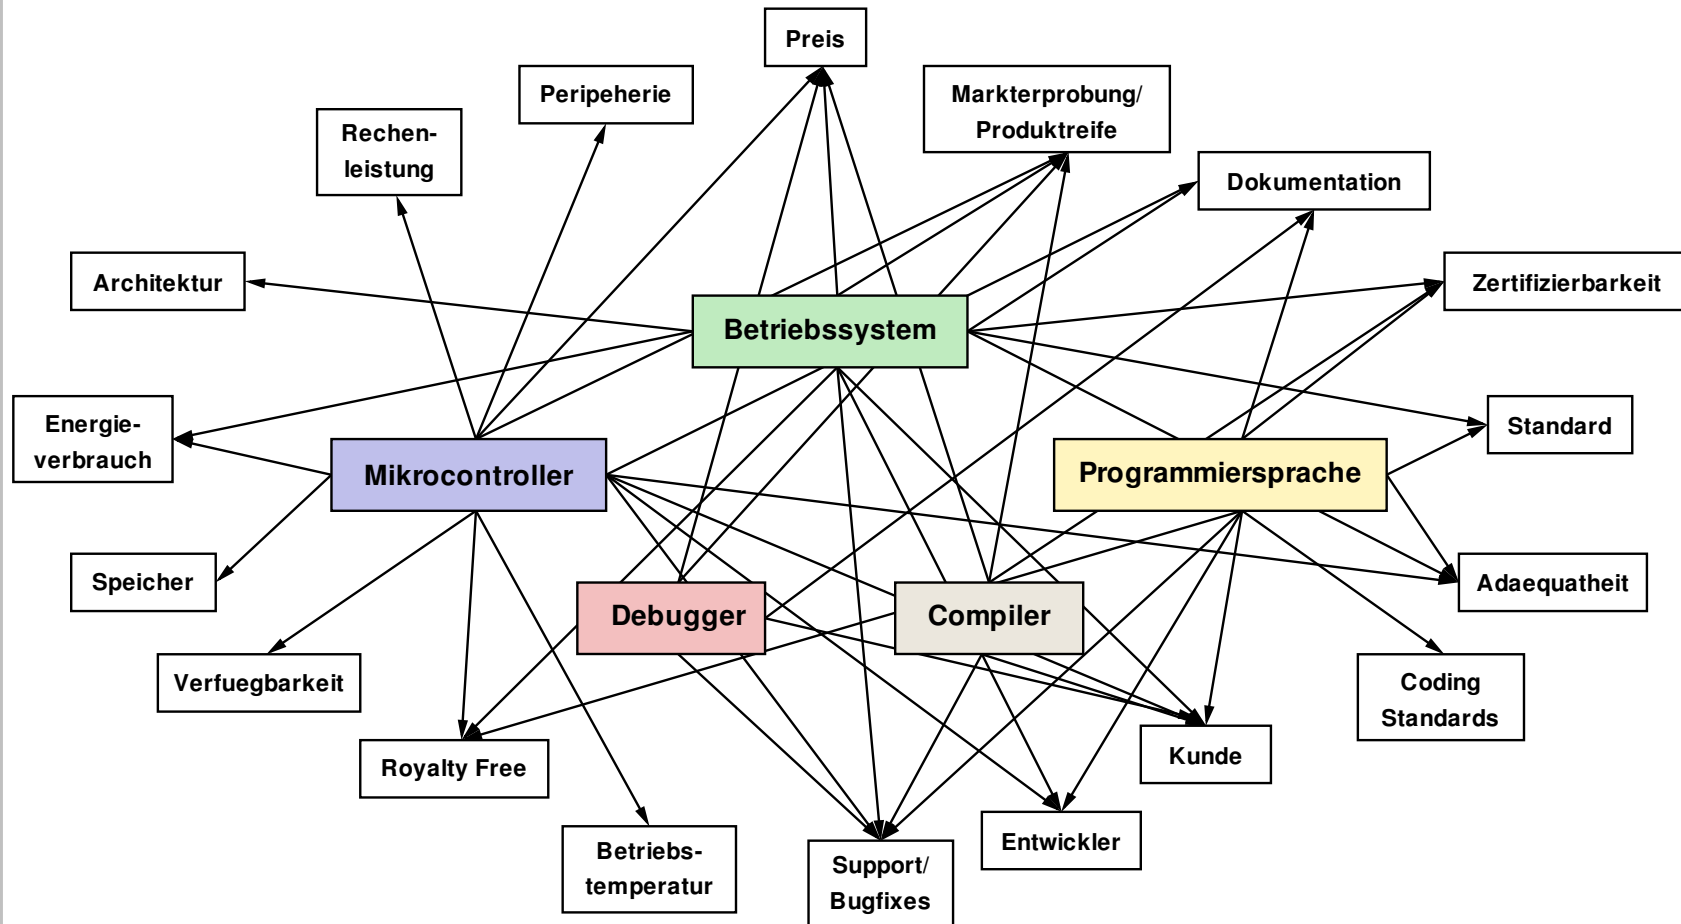 Preis
Peripeherie
Markterprobung/
Produktreife
Rechen-
leistung
Dokumentation
Architektur
Zertifizierbarkeit
Betriebssystem
Energie-
verbrauch
Standard
Mikrocontroller
Programmiersprache
Speicher
Debugger
Compiler
Adaequatheit
Verfuegbarkeit
Coding
Standards
Royalty Free
Kunde
Betriebs-
temperatur
Support/
Bugfixes
Entwickler